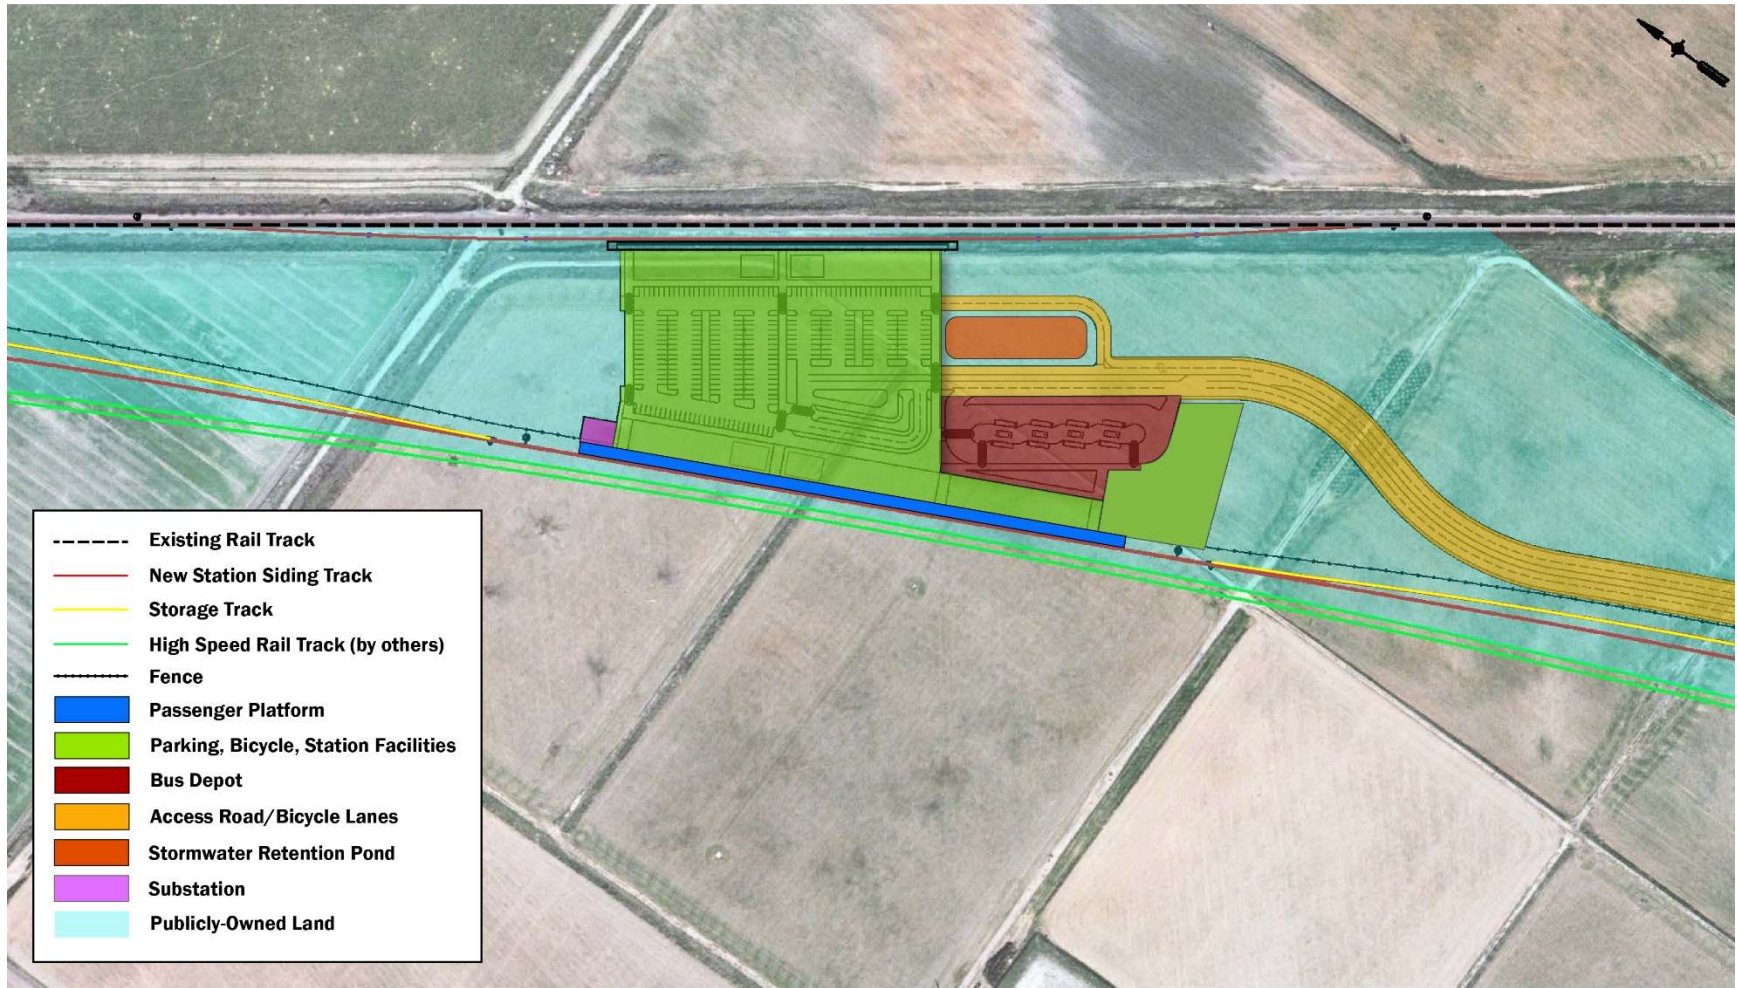 Existing Rail Track
New Station Siding Track
Storage Track
High Speed Rail Track (by others)
Fence
Passenger Platform
Parking, Bicycle, Station Facilities
Bus Depot
Access Road/Bicycle Lanes
Stormwater Retention Pond
Substation
Publicly-Owned Land